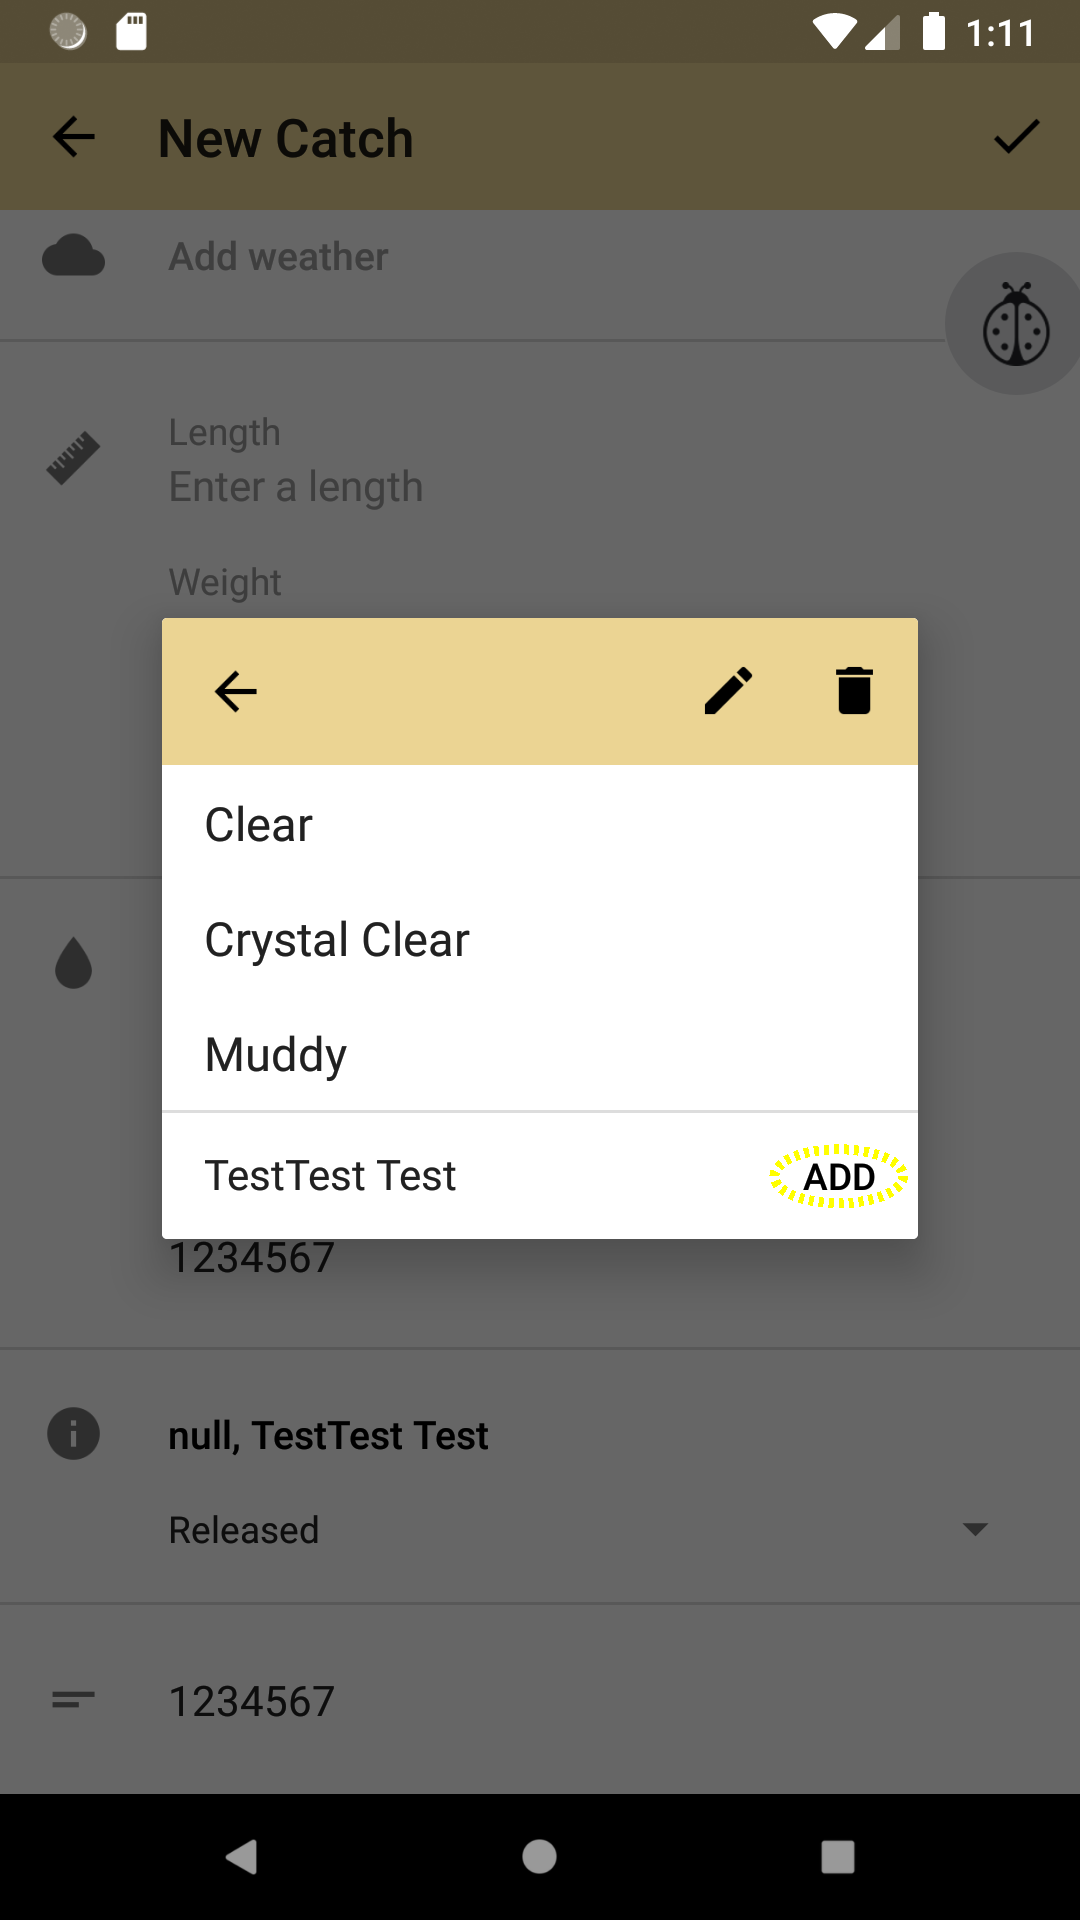 1:11
New Catch
Add weather
Length
Enter a length
Weight
Clear
Crystal Clear
Muddy
TestTest Test ADD
1234567
null, TestTest Test
Released
1234567